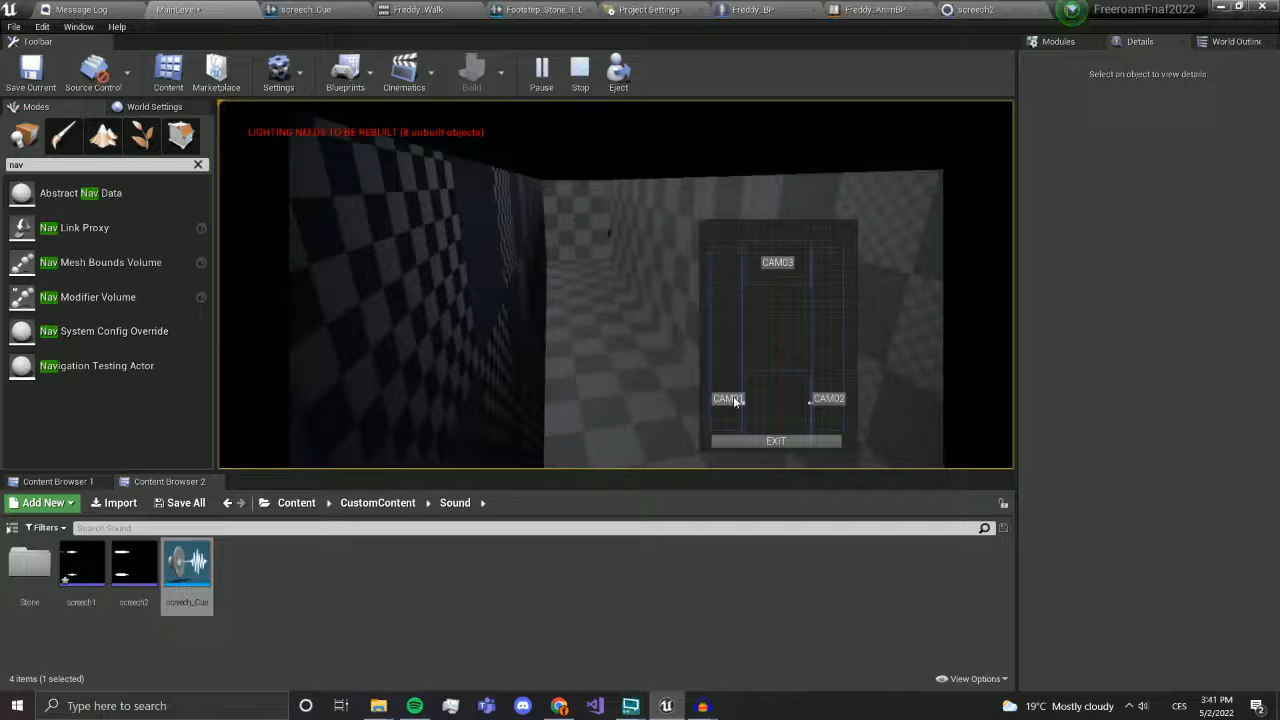 Message Log
MainLevel•
screech_Cue
Freddy_Walk
Project Settings
Freddy_BP
Freddy_AnimBP
screech2
FreeroamFnaf2022
File Edit Window Help
Toolbar
Modules
Details
World Outlin
Save Current
Source Control
Content
Marketplace
Settings
Blueprints
Cinematics
Build
Pause
Stop
Eject
Select an object to view details.
Modes
World Settings
LIGHTING NEEDS TO BE REBUILT (8 unbuilt objects)
nav
Abstract Nav Data
Nav Link Proxy
Nav Mesh Bounds Volume
Nav Modifier Volume
Nav System Config Override
Navigation Testing Actor
CAM03
CAM01
CAM02
EXIT
Content Browser 1
Content Browser 2
Add New
Import
Save All
Content
CustomContent
Sound
Filters
Search Sound
Stone
screech1
screech2
screech_Cue
4 items (1 selected)
View Options
Type here to search
19°C Mostly cloudy
CES
3:41 PM
5/2/2022
2